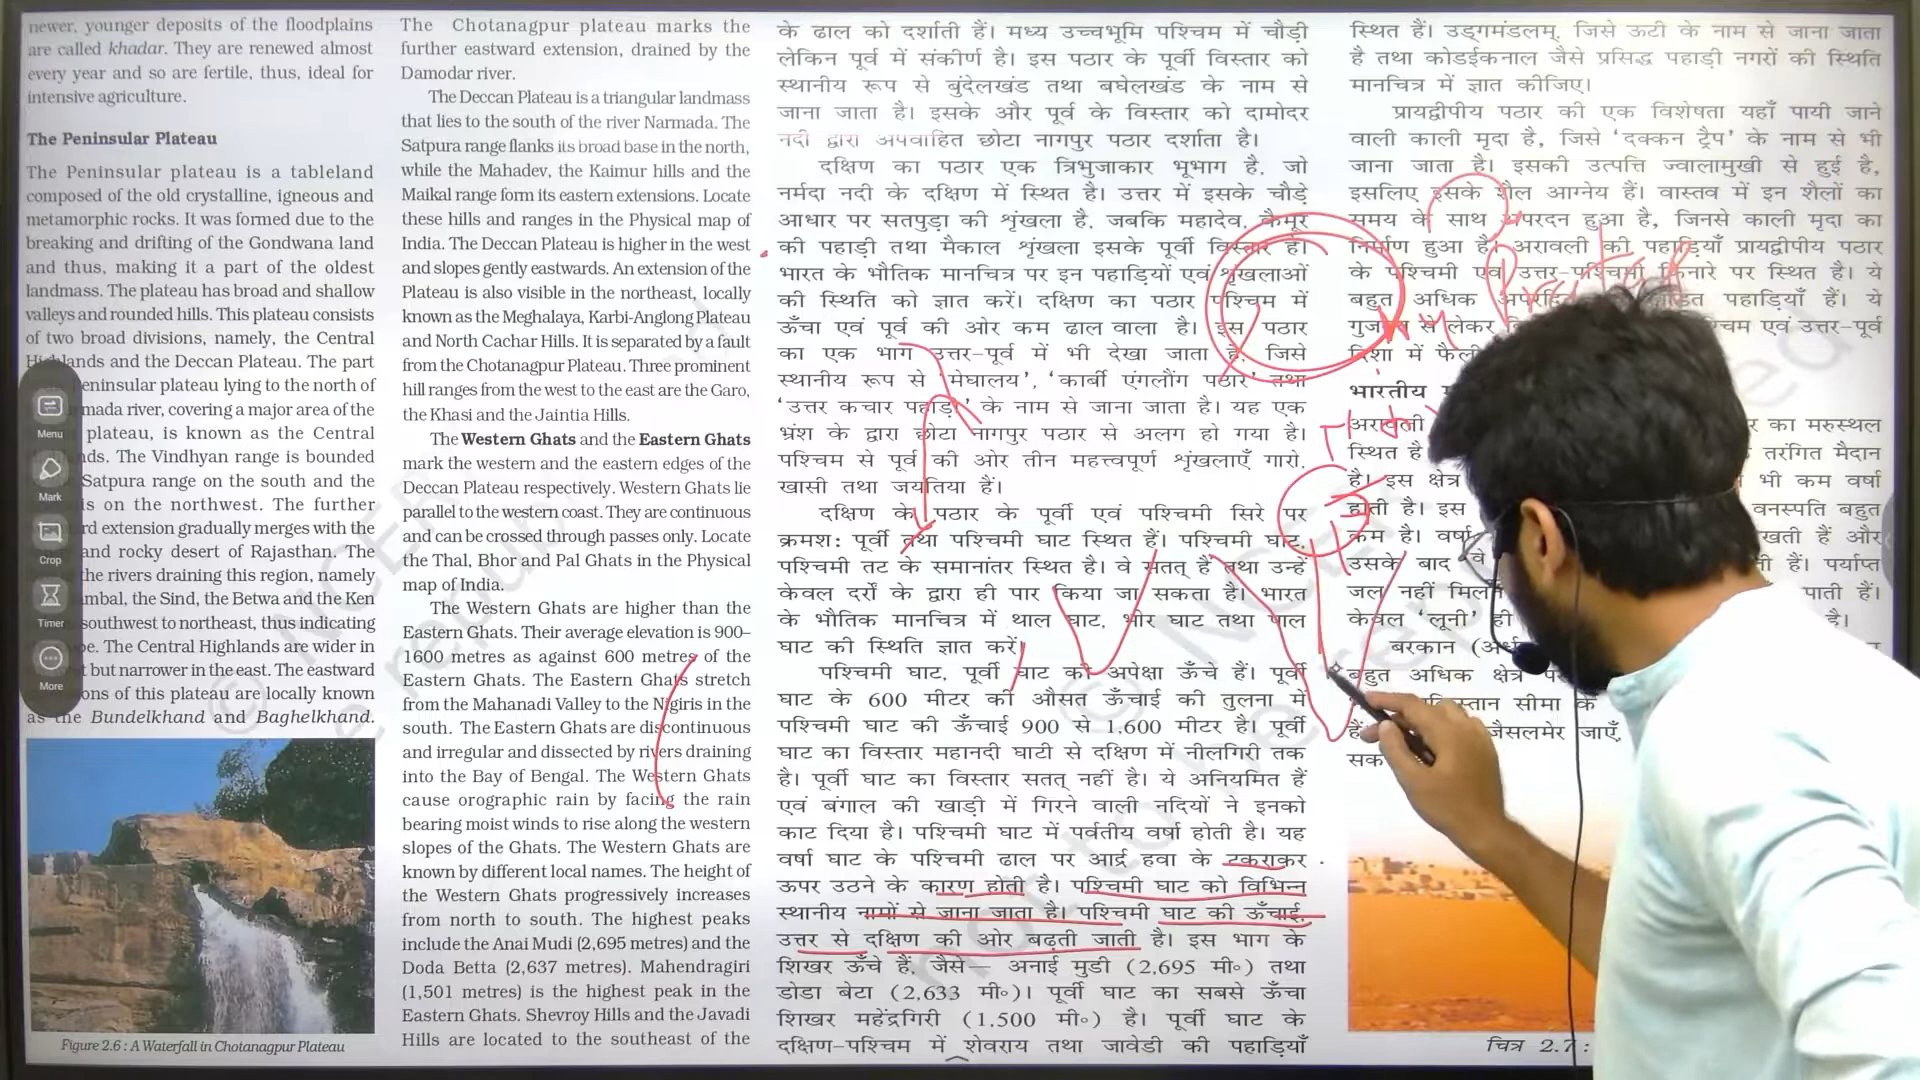 newer, younger deposits of the floodplains
are called khadar. They are renewed almost
every year and so are fertile, thus, ideal for
intensive agriculture.
The Peninsular Plateau
The Peninsular plateau is a tableland
composed of the old crystalline, igneous and
metamorphic rocks. It was formed due to the
breaking and drifting of the Gondwana land
and thus, making it a part of the oldest
landmass. The plateau has broad and shallow
valleys and rounded hills. This plateau consists
of two broad divisions, namely, the Central
Highlands and the Deccan Plateau. The part
eninsular plateau lying to the north of
mada river, covering a major area of the
plateau, is known as the Central
nds. The Vindhyan range is bounded
Satpura range on the south and the
is on the northwest. The further
rd extension gradually merges with the
and rocky desert of Rajasthan. The
the rivers draining this region, namely
ambal, the Sind, the Betwa and the Ken
southwest to northeast, thus indicating
pe. The Central Highlands are wider in
t but narrower in the east. The eastward
ons of this plateau are locally known
as the Bundelkhand and Baghelkhand.
Figure 2.6 : A Waterfall in Chotanagpur Plateau
Menu
Mark
Crop
Timer
More
The Chotanagpur plateau marks the
further eastward extension, drained by the
Damodar river.
The Deccan Plateau is a triangular landmass
that lies to the south of the river Narmada. The
Satpura range flanks its broad base in the north,
while the Mahadev, the Kaimur hills and the
Maikal range form its eastern extensions. Locate
these hills and ranges in the Physical map of
India. The Deccan Plateau is higher in the west
and slopes gently eastwards. An extension of the
Plateau is also visible in the northeast, locally
known as the Meghalaya, Karbi-Anglong Plateau
and North Cachar Hills. It is separated by a fault
from the Chotanagpur Plateau. Three prominent
hill ranges from the west to the east are the Garo,
the Khasi and the Jaintia Hills.
The Western Ghats and the Eastern Ghats
mark the western and the eastern edges of the
Deccan Plateau respectively. Western Ghats lie
parallel to the western coast. They are continuous
and can be crossed through passes only. Locate
the Thal, Bhor and Pal Ghats in the Physical
map of India.
The Western Ghats are higher than the
Eastern Ghats. Their average elevation is 900–
1600 metres as against 600 metres of the
Eastern Ghats. The Eastern Ghats stretch
from the Mahanadi Valley to the Nigiris in the
south. The Eastern Ghats are discontinuous
and irregular and dissected by rivers draining
into the Bay of Bengal. The Western Ghats
cause orographic rain by facing the rain
bearing moist winds to rise along the western
slopes of the Ghats. The Western Ghats are
known by different local names. The height of
the Western Ghats progressively increases
from north to south. The highest peaks
include the Anai Mudi (2,695 metres) and the
Doda Betta (2,637 metres). Mahendragiri
(1,501 metres) is the highest peak in the
Eastern Ghats. Shevroy Hills and the Javadi
Hills are located to the southeast of the
के ढाल को दर्शाती हैं। मध्य उच्चभूमि पश्चिम में चौड़ी
लेकिन पूर्व में संकीर्ण है। इस पठार के पूर्वी विस्तार को
स्थानीय रूप से बुंदेलखंड तथा बघेलखंड के नाम से
जाना जाता है। इसके और पूर्व के विस्तार को दामोदर
नदी द्वारा अपवाहित छोटा नागपुर पठार दर्शाता है।
दक्षिण का पठार एक त्रिभुजाकार भूभाग है, जो
नर्मदा नदी के दक्षिण में स्थित है। उत्तर में इसके चौड़े
आधार पर सतपुड़ा की शृंखला है, जबकि महादेव, कैमूर
की पहाड़ी तथा मैकाल शृंखला इसके पूर्वी विस्तार हैं।
भारत के भौतिक मानचित्र पर इन पहाड़ियों एवं शृंखलाओं
की स्थिति को ज्ञात करें। दक्षिण का पठार पश्चिम में
ऊँचा एवं पूर्व की ओर कम ढाल वाला है। इस पठार
का एक भाग उत्तर-पूर्व में भी देखा जाता है, जिसे
स्थानीय रूप से 'मेघालय', 'कार्बी एंगलौंग पठार' तथा
'उत्तर कचार पहाड़ी' के नाम से जाना जाता है। यह एक
भ्रंश के द्वारा छोटा नागपुर पठार से अलग हो गया है।
पश्चिम से पूर्व की ओर तीन महत्त्वपूर्ण शृंखलाएँ गारो,
खासी तथा जयंतिया हैं।
दक्षिण के पठार के पूर्वी एवं पश्चिमी सिरे पर
क्रमश: पूर्वी तथा पश्चिमी घाट स्थित हैं। पश्चिमी घाट,
पश्चिमी तट के समानांतर स्थित है। वे सतत् हैं तथा उन्हें
केवल दर्रों के द्वारा ही पार किया जा सकता है। भारत
के भौतिक मानचित्र में थाल घाट, भोर घाट तथा पाल
घाट की स्थिति ज्ञात करें।
पश्चिमी घाट, पूर्वी घाट की अपेक्षा ऊँचे हैं। पूर्वी
घाट के 600 मीटर की औसत ऊँचाई की तुलना में
पश्चिमी घाट की ऊँचाई 900 से 1,600 मीटर है। पूर्वी
घाट का विस्तार महानदी घाटी से दक्षिण में नीलगिरी तक
है। पूर्वी घाट का विस्तार सतत् नहीं है। ये अनियमित हैं
एवं बंगाल की खाड़ी में गिरने वाली नदियों ने इनको
काट दिया है। पश्चिमी घाट में पर्वतीय वर्षा होती है। यह
वर्षा घाट के पश्चिमी ढाल पर आर्द्र हवा के टकराकर
ऊपर उठने के कारण होती है। पश्चिमी घाट को विभिन्न
स्थानीय नामों से जाना जाता है। पश्चिमी घाट की ऊँचाई,
उत्तर से दक्षिण की ओर बढ़ती जाती है। इस भाग के
शिखर ऊँचे हैं, जैसे— अनाई मुडी (2,695 मी॰) तथा
डोडा बेटा (2,633 मी॰)। पूर्वी घाट का सबसे ऊँचा
शिखर महेंद्रगिरी (1,500 मी॰) है। पूर्वी घाट के
दक्षिण-पश्चिम में शेवराय तथा जावेडी की पहाड़ियाँ
स्थित हैं। उड्गमंडलम्, जिसे ऊटी के नाम से जाना जाता
है तथा कोडईकनाल जैसे प्रसिद्ध पहाड़ी नगरों की स्थिति
मानचित्र में ज्ञात कीजिए।
प्रायद्वीपीय पठार की एक विशेषता यहाँ पायी जाने
वाली काली मृदा है, जिसे 'दक्कन ट्रैप' के नाम से भी
जाना जाता है। इसकी उत्पत्ति ज्वालामुखी से हुई है,
इसलिए इसके शैल आग्नेय हैं। वास्तव में इन शैलों का
समय के साथ अपरदन हुआ है, जिनसे काली मृदा का
निर्माण हुआ है। अरावली की पहाड़ियाँ प्रायद्वीपीय पठार
के पश्चिमी एवं उत्तर-पश्चिमी किनारे पर स्थित है। ये
बहुत अधिक पहाड़ियाँ हैं। ये
गुजरात से लेकर श्चिम एवं उत्तर-पूर्व
दिशा में
भारतीय
अरावली र का मरुस्थल
स्थित है तरंगित मैदान
है। इस क्षेत्र भी कम वर्षा
होती है। इस वनस्पति बहुत
कम है। वर्षा खती हैं और
उसके बाद वे ती हैं। पर्याप्त
जल नहीं पाती हैं।
केवल 'लूनी' ही है।
बरकान
बहुत अधिक क्षेत्र
स्तान सीमा के
जैसलमेर जाएँ,
सक
चित्र 2.7 :